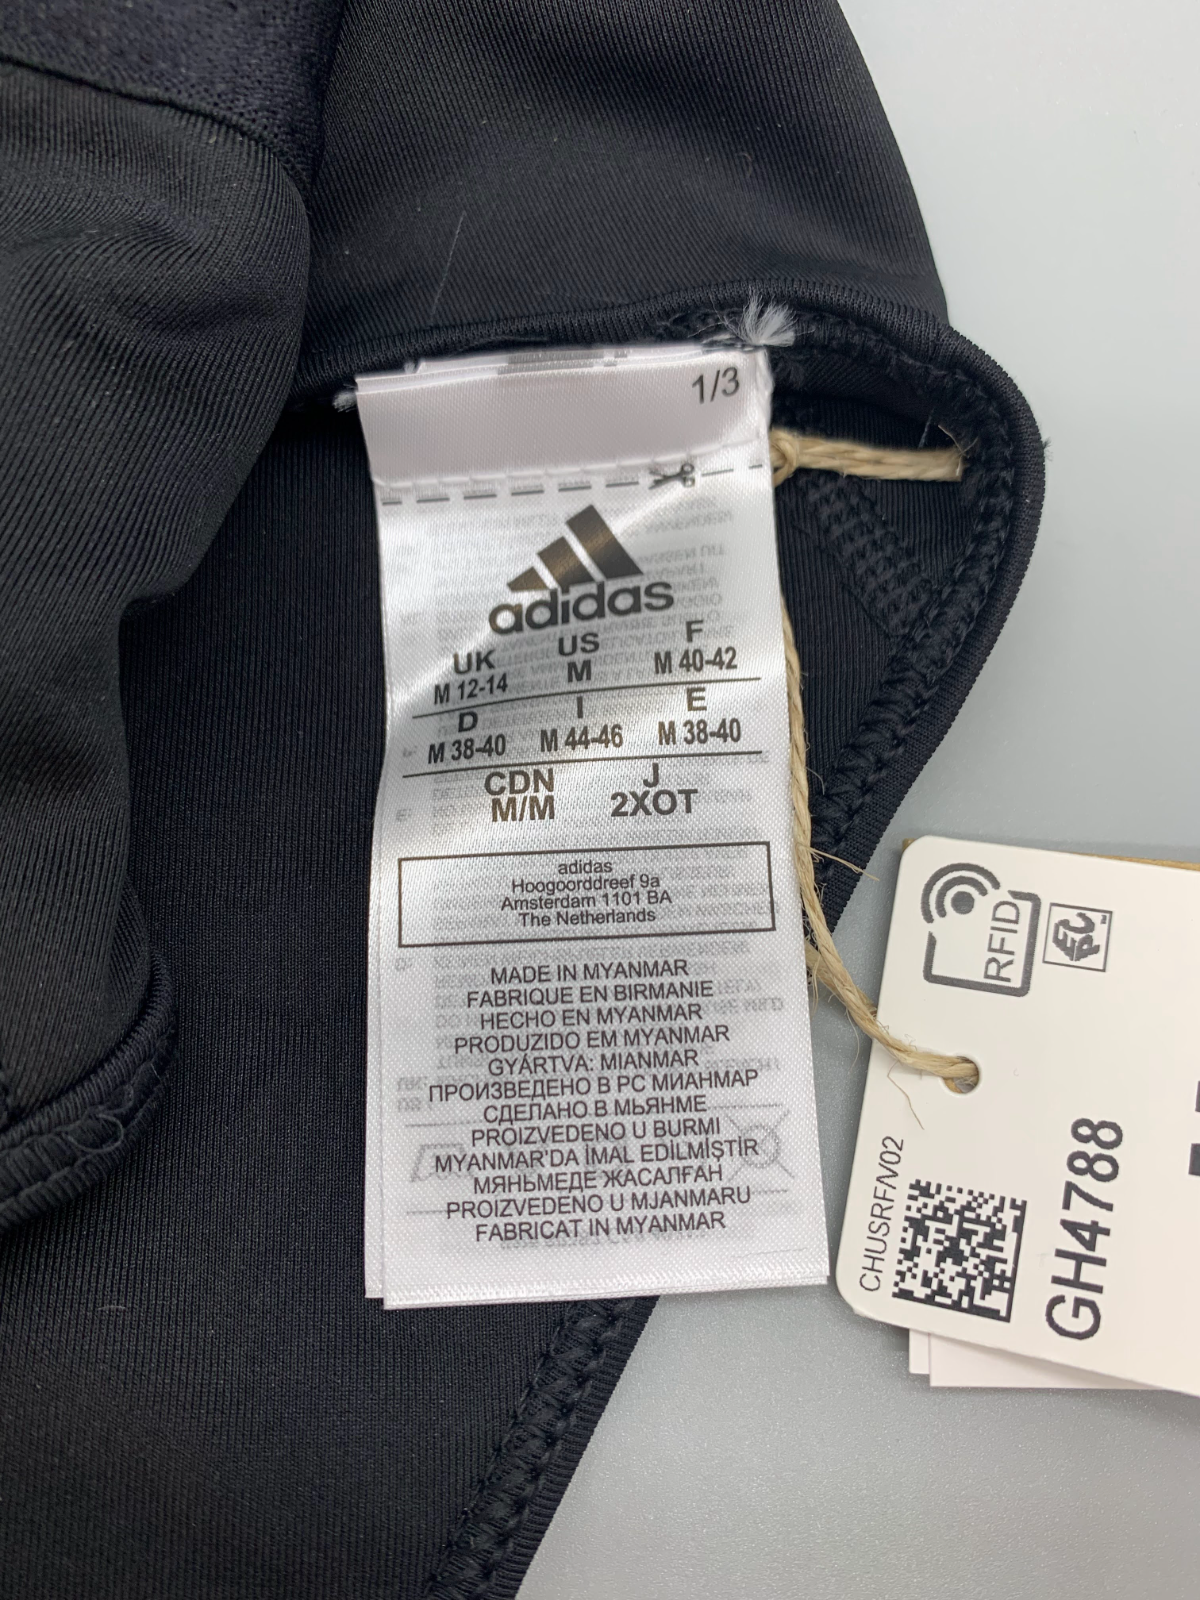 1/3
adidas
UK US F
M 12-14 M M 40-42
D I E
M 38-40 M 44-46 M 38-40
CDN J
M/M 2XOT
adidas
Hoogoorddreef 9a
Amsterdam 1101 BA
The Netherlands
MADE IN MYANMAR
FABRIQUE EN BIRMANIE
HECHO EN MYANMAR
PRODUZIDO EM MYANMAR
GYÁRTVA: MIANMAR
ПРОИЗВЕДЕНО В РС МИАНМАР
СДЕЛАНО В МЬЯНМЕ
PROIZVEDENO U BURMI
MYANMAR'DA İMAL EDİLMİŞTİR
МЯНЬМЕДЕ ЖАСАЛҒАН
PROIZVEDENO U MJANMARU
FABRICAT IN MYANMAR
RFID
EPC
CHUSRF/V02
GH4788